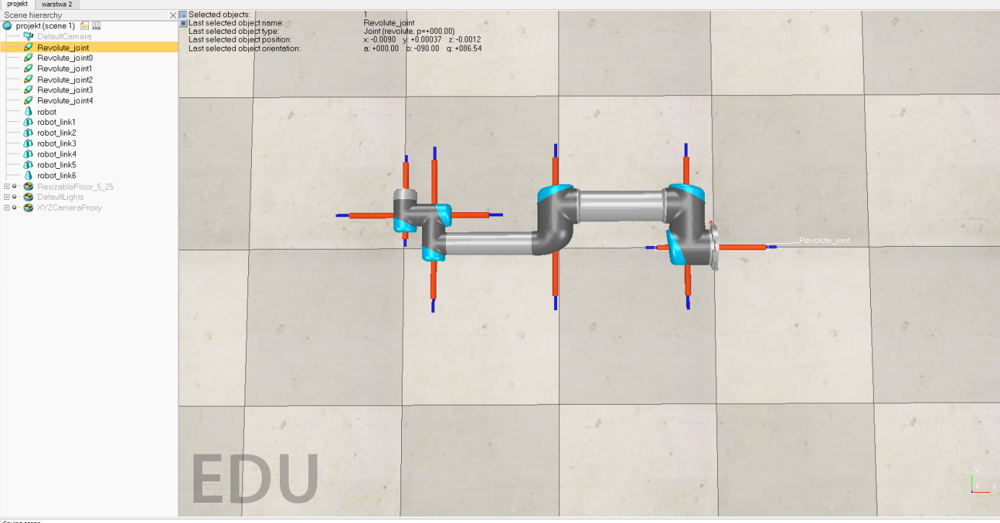 projekt warstwa 2
Scene hierarchy
projekt (scene 1)
DefaultCamera
Revolute_joint
Revolute_joint0
Revolute_joint1
Revolute_joint2
Revolute_joint3
Revolute_joint4
robot
robot_link1
robot_link2
robot_link3
robot_link4
robot_link5
robot_link6
ResizableFloor_5_25
DefaultLights
XYZCameraProxy
Selected objects: 1
Last selected object name: Revolute_joint
Last selected object type: Joint (revolute, p=+000.00)
Last selected object position: x: -0.0090 y: +0.00037 z: -0.0012
Last selected object orientation: a: +000.00 b: -090.00 g: +086.54
Revolute_joint
EDU
y
z x